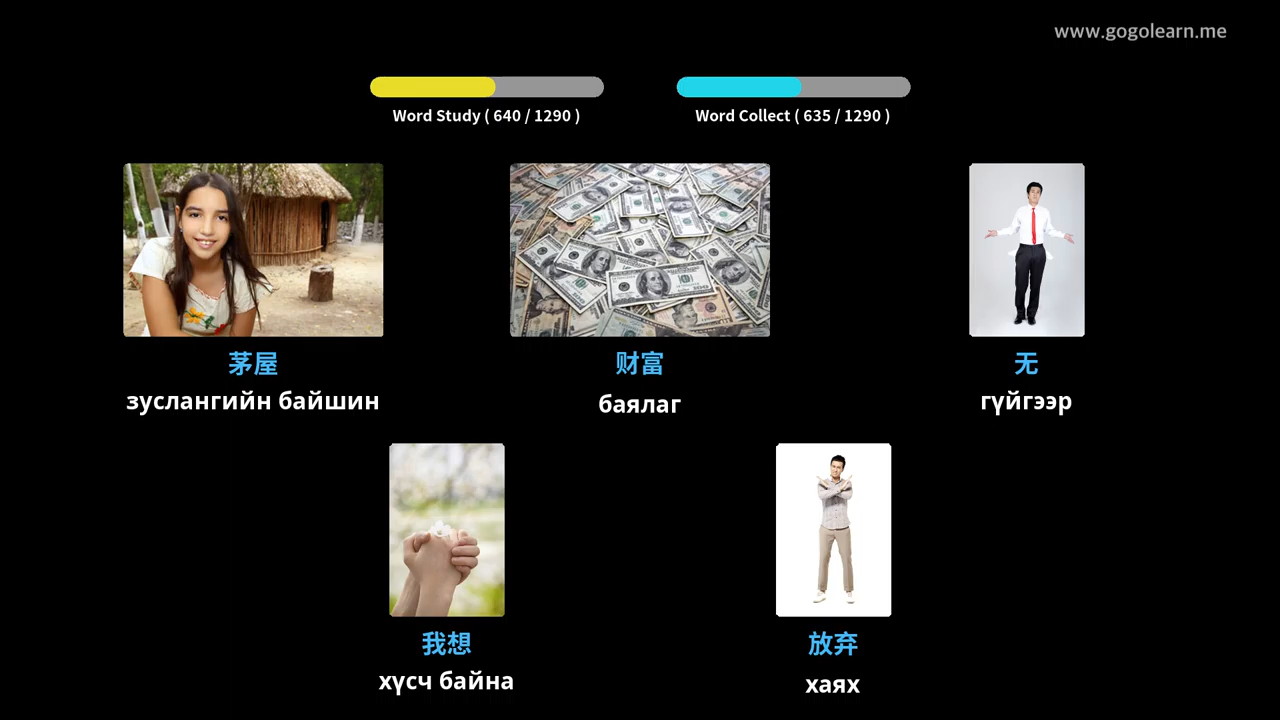 www.gogolearn.me
Word Study ( 640 / 1290 )
Word Collect ( 635 / 1290 )
茅屋
зуслангийн байшин
财富
баялаг
无
гүйгээр
我想
хүсч байна
放弃
хаях